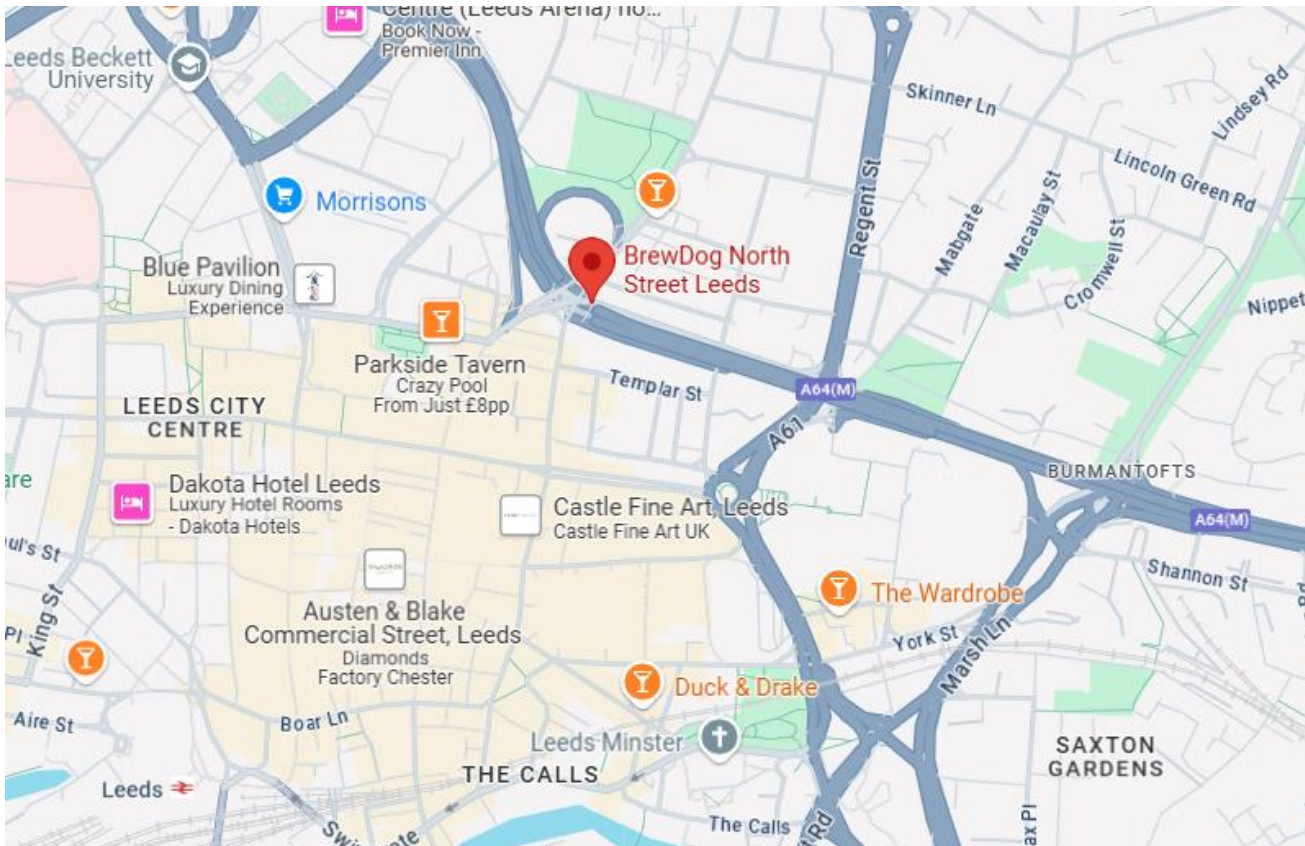 Centre (Leeds Arena) ho...
Book Now -
Premier Inn
Leeds Beckett
University
Skinner Ln
Lindsey Rd
Lincoln Green Rd
Regent St
Mabgate
Macaulay St
Cromwell St
Morrisons
BrewDog North
Street Leeds
Blue Pavilion
Luxury Dining
Experience
Parkside Tavern
Crazy Pool
From Just £8pp
Templar St
A64(M)
A61
LEEDS CITY
CENTRE
BURMANTOFTS
Dakota Hotel Leeds
Luxury Hotel Rooms
- Dakota Hotels
Castle Fine Art, Leeds
Castle Fine Art UK
A64(M)
Shannon St
King St
Austen & Blake
Commercial Street, Leeds
Diamonds
Factory Chester
The Wardrobe
York St
Marsh Ln
Duck & Drake
Aire St
Boar Ln
Leeds Minster
THE CALLS
SAXTON
GARDENS
Leeds
The Calls